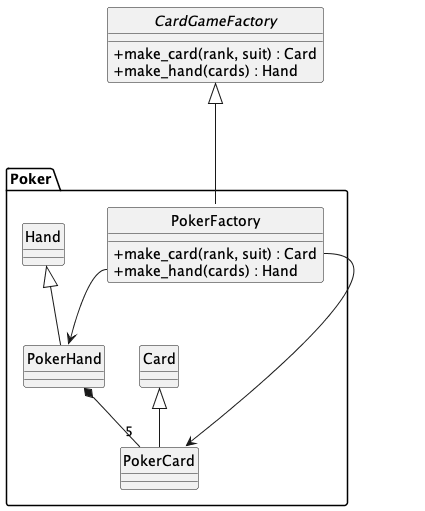 CardGameFactory
+make_card(rank, suit) : Card
+make_hand(cards) : Hand
Poker
PokerFactory
+make_card(rank, suit) : Card
+make_hand(cards) : Hand
Hand
PokerHand
Card
5
PokerCard